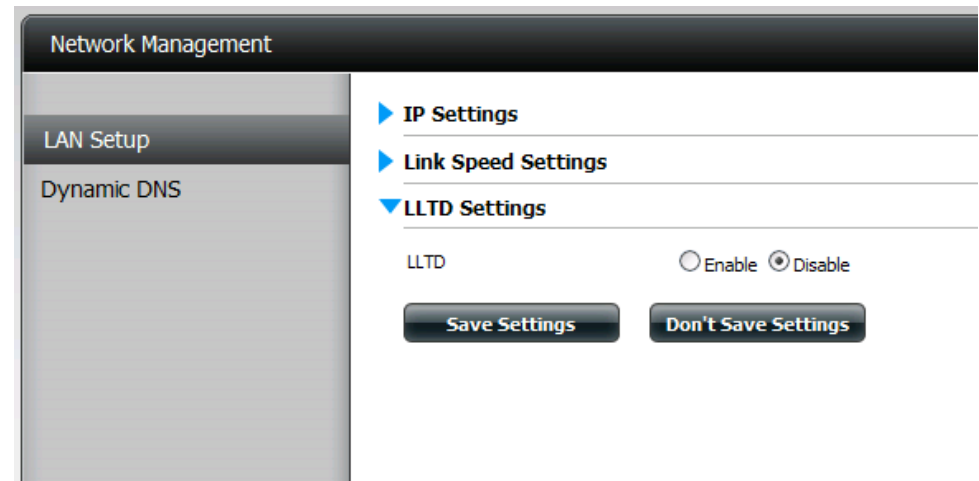 Network Management
LAN Setup
Dynamic DNS
IP Settings
Link Speed Settings
LLTD Settings
LLTD Enable Disable
Save Settings Don't Save Settings